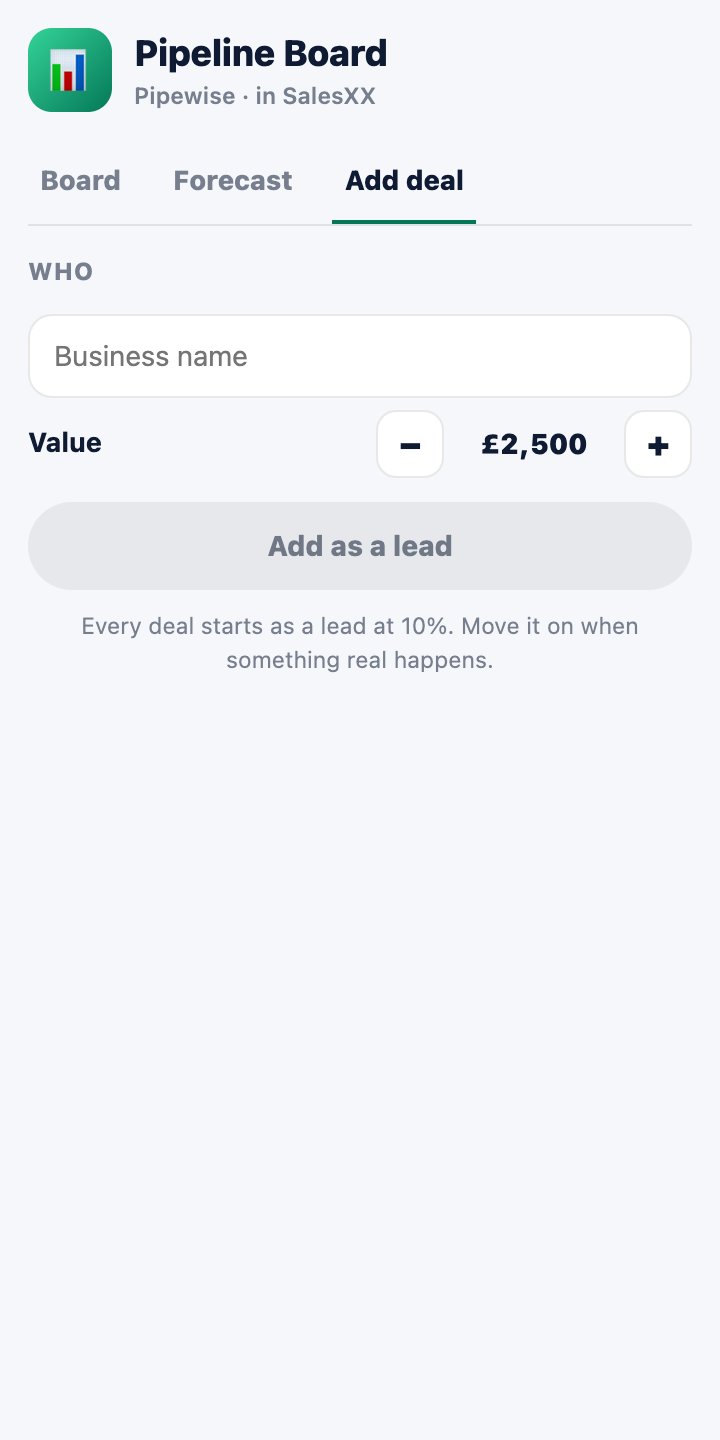 Pipeline Board
Pipewise · in SalesXX
Board Forecast Add deal
WHO
Business name
Value − £2,500 +
Add as a lead
Every deal starts as a lead at 10%. Move it on when
something real happens.